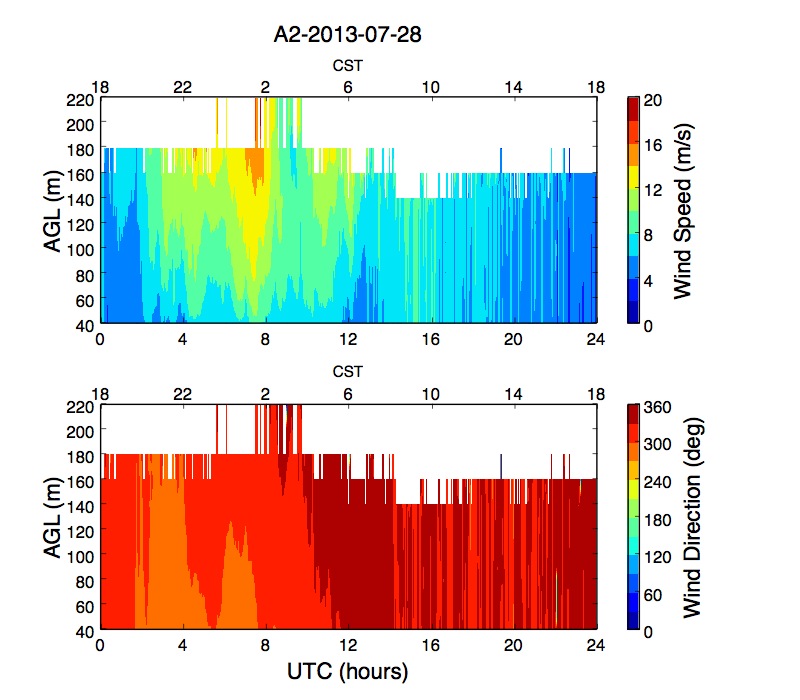 A2-2013-07-28
CST
18 22 2 6 10 14 18
220
200
180
160
140
120
100
80
60
40
AGL (m)
0 4 8 12 16 20 24
20
16
12
8
4
0
Wind Speed (m/s)
CST
18 22 2 6 10 14 18
220
200
180
160
140
120
100
80
60
40
AGL (m)
0 4 8 12 16 20 24
UTC (hours)
360
300
240
180
120
60
0
Wind Direction (deg)